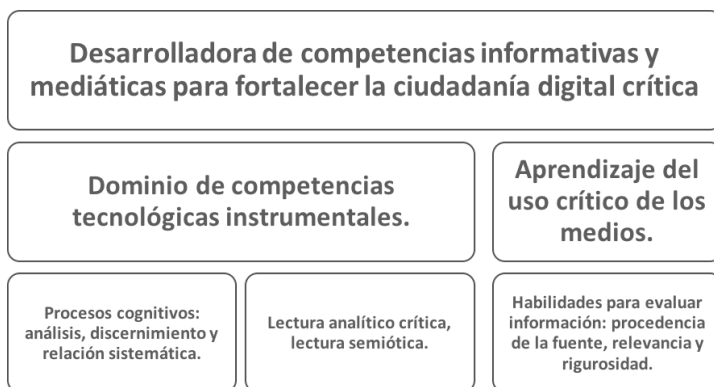 Desarrolladora de competencias informativas y
mediáticas para fortalecer la ciudadanía digital crítica
Dominio de competencias
tecnológicas instrumentales.
Aprendizaje del
uso crítico de los
medios.
Procesos cognitivos:
análisis, discernimiento y
relación sistemática.
Lectura analítico crítica,
lectura semiótica.
Habilidades para evaluar
información: procedencia
de la fuente, relevancia y
rigurosidad.